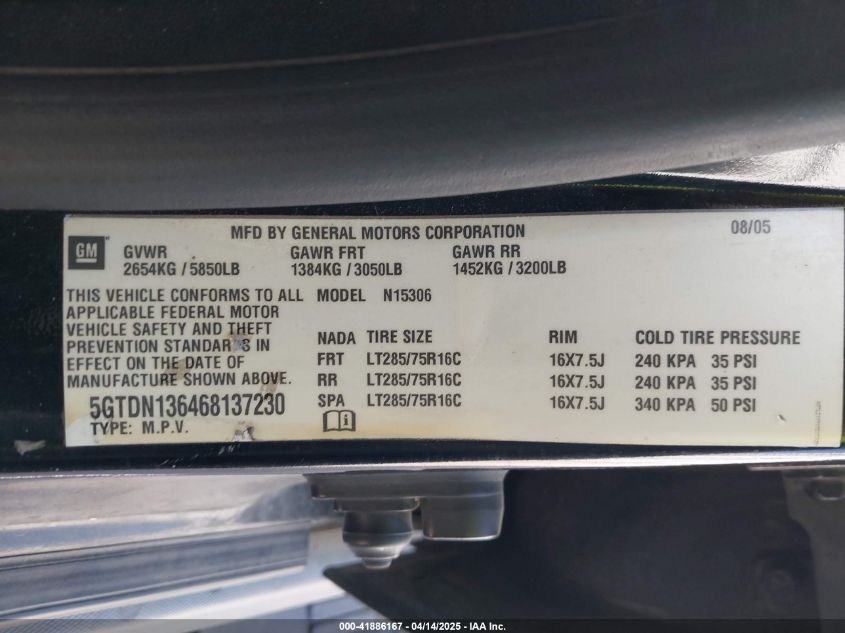 MFD BY GENERAL MOTORS CORPORATION 08/05
GM GVWR GAWR FRT GAWR RR
2654KG / 5850LB 1384KG / 3050LB 1452KG / 3200LB
THIS VEHICLE CONFORMS TO ALL MODEL N15306
APPLICABLE FEDERAL MOTOR
VEHICLE SAFETY AND THEFT
PREVENTION STANDARDS IN
EFFECT ON THE DATE OF
MANUFACTURE SHOWN ABOVE.
NADA TIRE SIZE RIM COLD TIRE PRESSURE
FRT LT285/75R16C 16X7.5J 240 KPA 35 PSI
RR LT285/75R16C 16X7.5J 240 KPA 35 PSI
SPA LT285/75R16C 16X7.5J 340 KPA 50 PSI
5GTDN136468137230
TYPE: M.P.V.
000-41886167 - 04/14/2025 - IAA Inc.